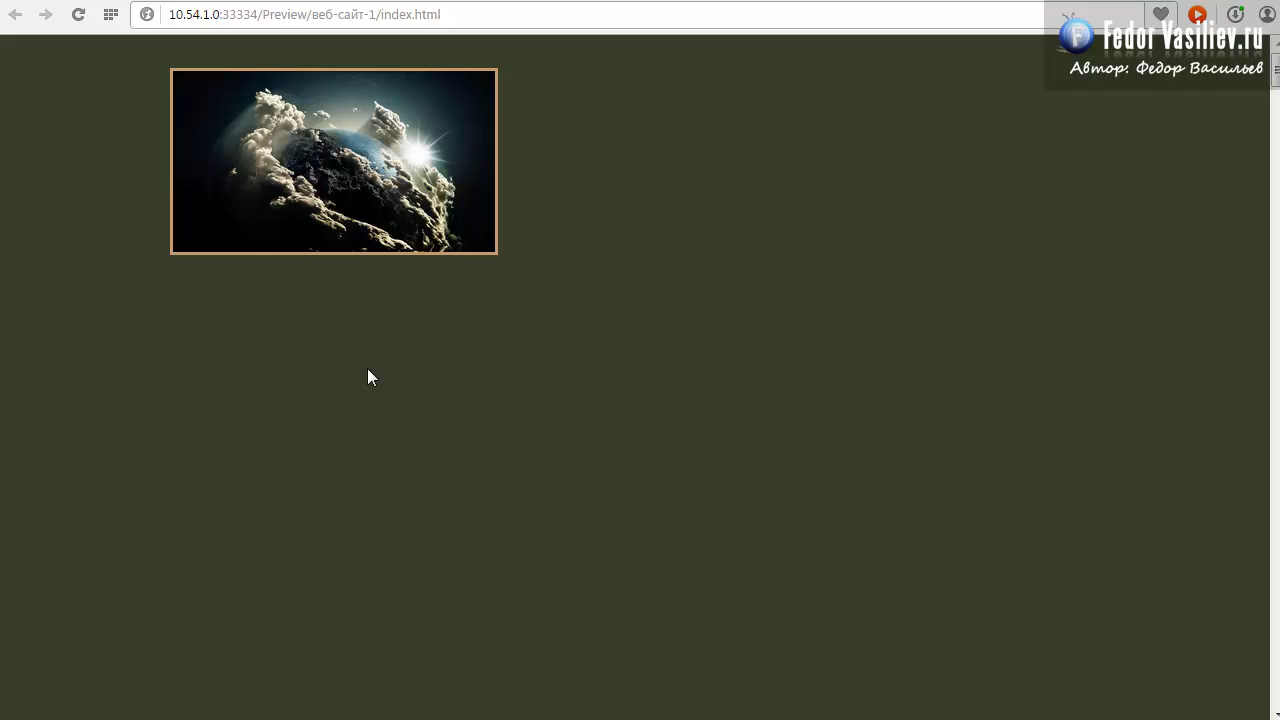 10.54.1.0:33334/Preview/веб-сайт-1/index.html
Fedor Vasiliev.ru
Автор: Федор Васильев